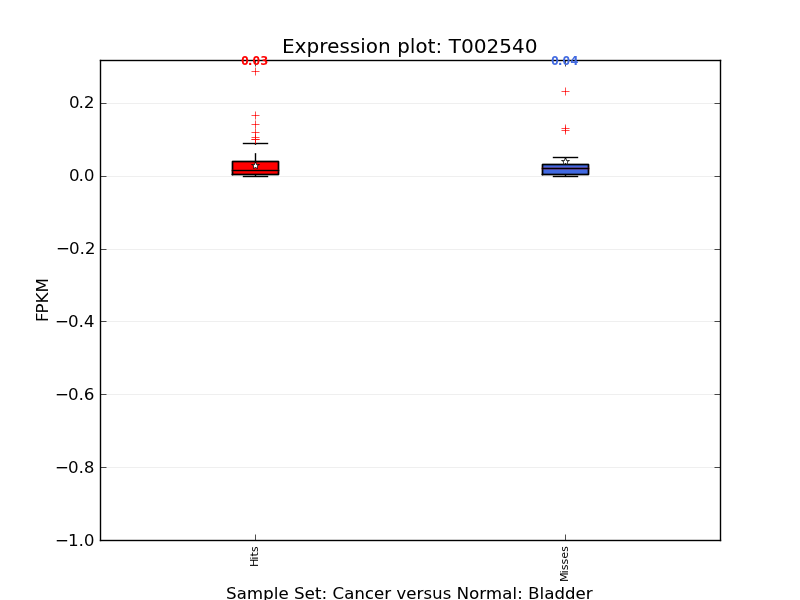 Expression plot: T002540
0.03
0.04
0.2
0.0
−0.2
−0.4
−0.6
−0.8
−1.0
FPKM
Hits
Misses
Sample Set: Cancer versus Normal: Bladder